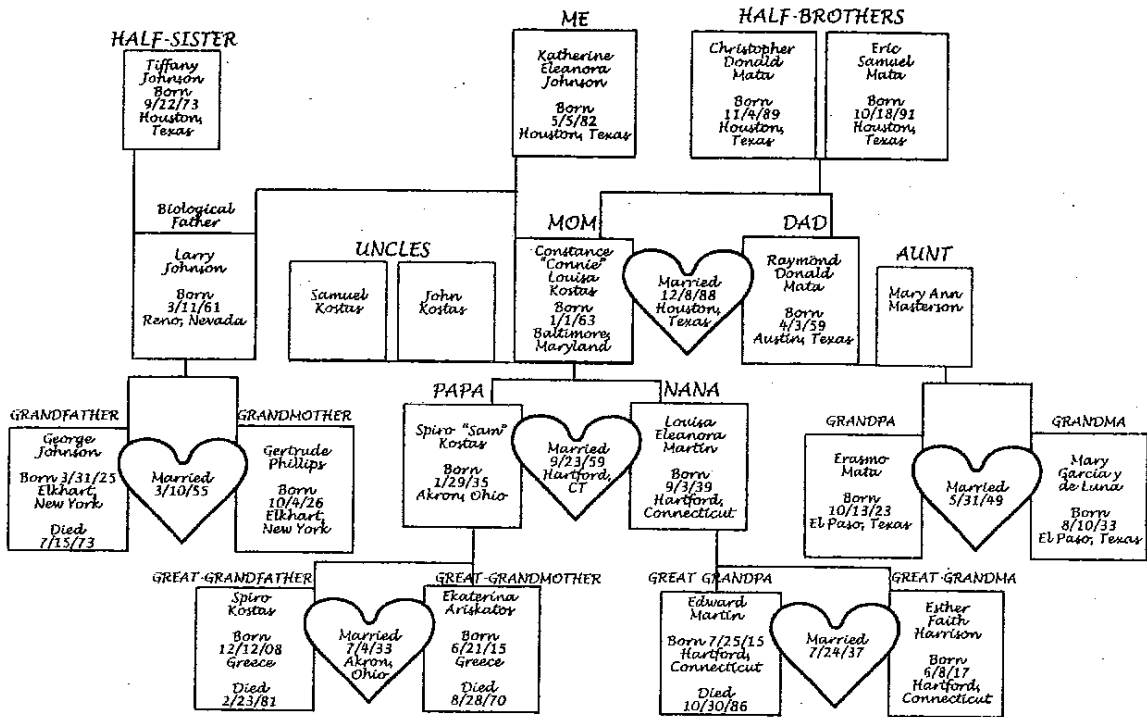 HALF-SISTER
Tiffany
Johnson
Born
9/22/73
Houston,
Texas
ME
Katherine
Eleanora
Johnson
Born
5/5/82
Houston, Texas
HALF-BROTHERS
Christopher
Donald
Mata
Born
11/4/89
Houston,
Texas
Eric
Samuel
Mata
Born
10/18/91
Houston,
Texas
Biological
Father
Larry
Johnson
Born
3/11/61
Reno, Nevada
UNCLES
Samuel
Kostas
John
Kostas
MOM
Constance
"Connie"
Louisa
Kostas
Born
1/1/63
Baltimore,
Maryland
Married
12/8/88
Houston,
Texas
DAD
Raymond
Donald
Mata
Born
4/3/59
Austin, Texas
AUNT
Mary Ann
Masterson
GRANDFATHER
George
Johnson
Born 3/31/25
Elkhart,
New York
Died
7/15/73
Married
3/10/55
GRANDMOTHER
Gertrude
Phillips
Born
10/4/26
Elkhart,
New York
PAPA
Spiro "Sam"
Kostas
Born
1/29/35
Akron, Ohio
Married
9/23/59
Hartford,
CT
NANA
Louisa
Eleanora
Martin
Born
9/3/39
Hartford,
Connecticut
GRANDPA
Erasmo
Mata
Born
10/13/23
El Paso, Texas
Married
5/31/49
GRANDMA
Mary
Garcia y
de Luna
Born
8/10/33
El Paso, Texas
GREAT-GRANDFATHER
Spiro
Kostas
Born
12/12/08
Greece
Died
2/23/81
Married
7/4/33
Akron,
Ohio
GREAT-GRANDMOTHER
Ekaterina
Ariskatos
Born
6/21/15
Greece
Died
8/28/70
GREAT GRANDPA
Edward
Martin
Born 7/25/15
Hartford,
Connecticut
Died
10/30/86
Married
7/24/37
GREAT-GRANDMA
Esther
Faith
Harrison
Born
6/8/17
Hartford,
Connecticut